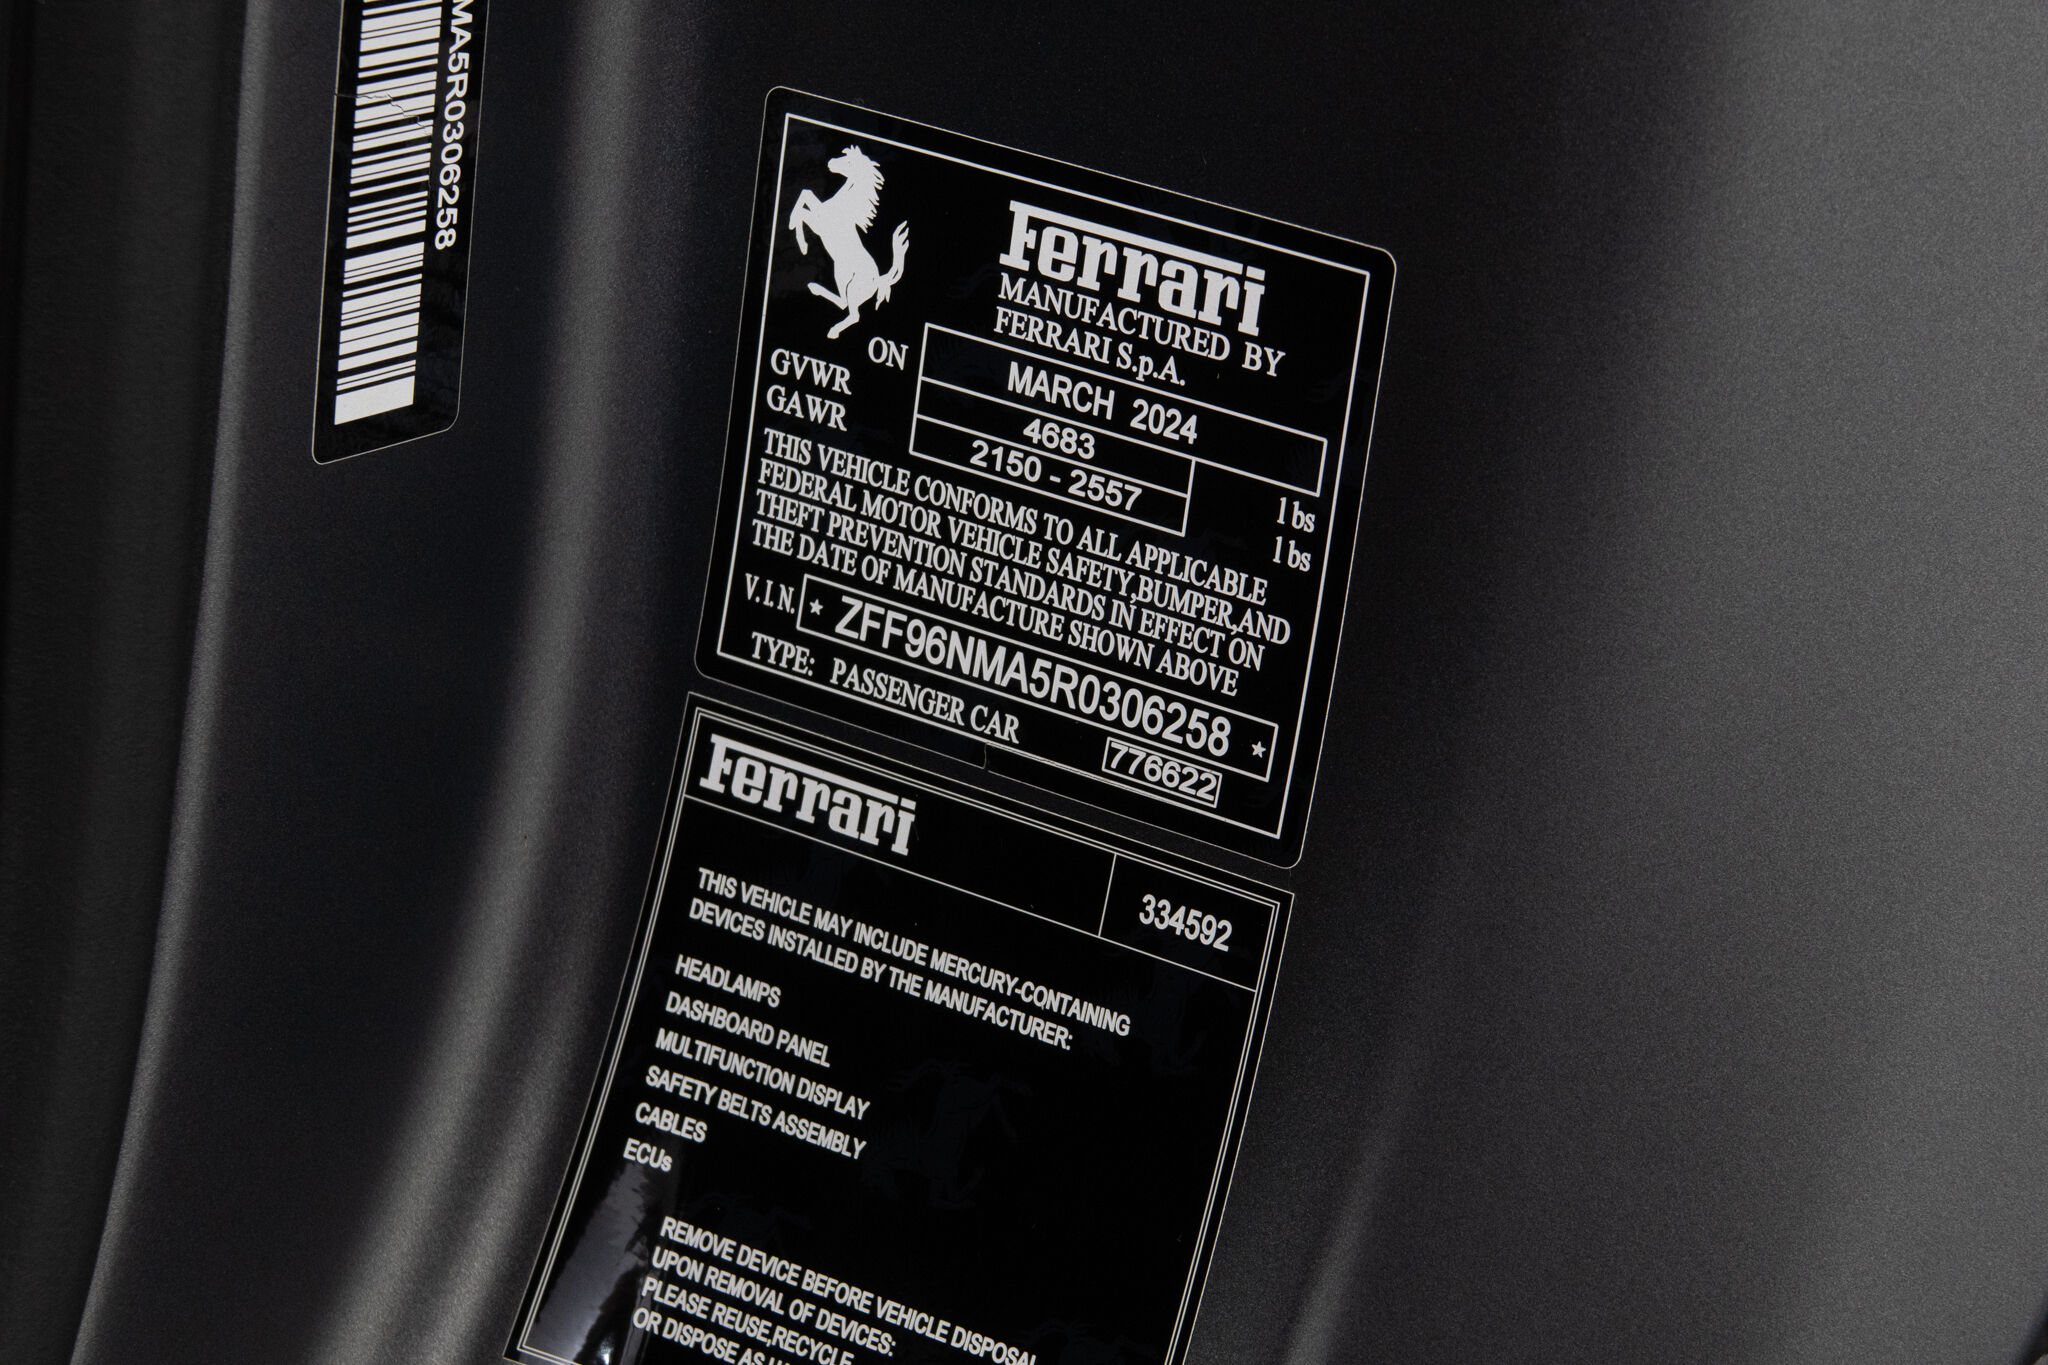 MA5R0306258
Ferrari
MANUFACTURED BY
FERRARI S.p.A.
ON MARCH 2024
GVWR 4683 lbs
GAWR 2150 - 2557 lbs
THIS VEHICLE CONFORMS TO ALL APPLICABLE
FEDERAL MOTOR VEHICLE SAFETY,BUMPER,AND
THEFT PREVENTION STANDARDS IN EFFECT ON
THE DATE OF MANUFACTURE SHOWN ABOVE
V.I.N. * ZFF96NMA5R0306258 *
TYPE: PASSENGER CAR
776622
Ferrari
334592
THIS VEHICLE MAY INCLUDE MERCURY-CONTAINING
DEVICES INSTALLED BY THE MANUFACTURER:
HEADLAMPS
DASHBOARD PANEL
MULTIFUNCTION DISPLAY
SAFETY BELTS ASSEMBLY
CABLES
ECUs
REMOVE DEVICE BEFORE VEHICLE DISPOSAL
UPON REMOVAL OF DEVICES:
PLEASE REUSE,RECYCLE
OR DISPOSE AS